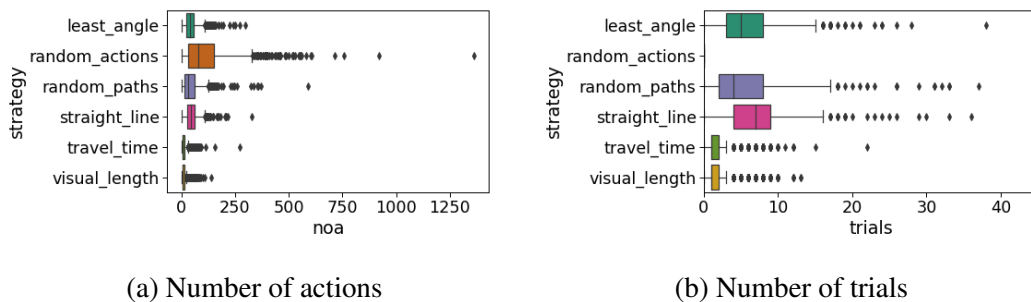 strategy
least_angle
random_actions
random_paths
straight_line
travel_time
visual_length
0 250 500 750 1000 1250
noa
(a) Number of actions
strategy
least_angle
random_actions
random_paths
straight_line
travel_time
visual_length
0 10 20 30 40
trials
(b) Number of trials